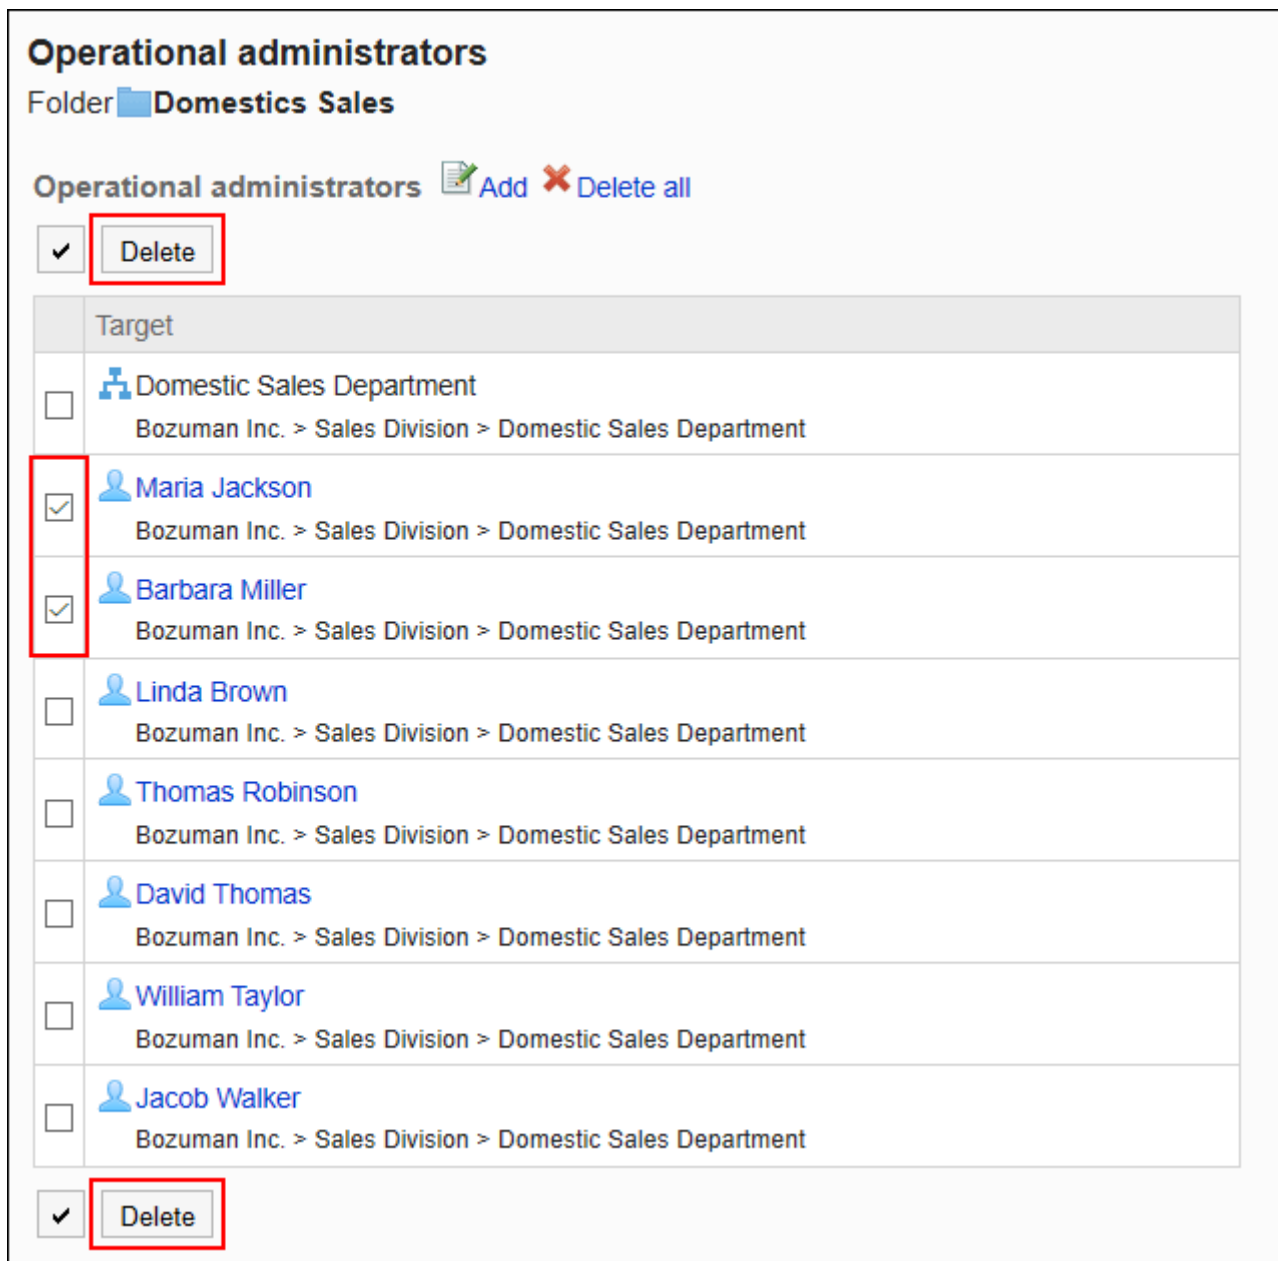 Operational administrators
Folder Domestics Sales
Operational administrators Add Delete all
Delete
Target
Domestic Sales Department
Bozuman Inc. > Sales Division > Domestic Sales Department
Maria Jackson
Bozuman Inc. > Sales Division > Domestic Sales Department
Barbara Miller
Bozuman Inc. > Sales Division > Domestic Sales Department
Linda Brown
Bozuman Inc. > Sales Division > Domestic Sales Department
Thomas Robinson
Bozuman Inc. > Sales Division > Domestic Sales Department
David Thomas
Bozuman Inc. > Sales Division > Domestic Sales Department
William Taylor
Bozuman Inc. > Sales Division > Domestic Sales Department
Jacob Walker
Bozuman Inc. > Sales Division > Domestic Sales Department
Delete